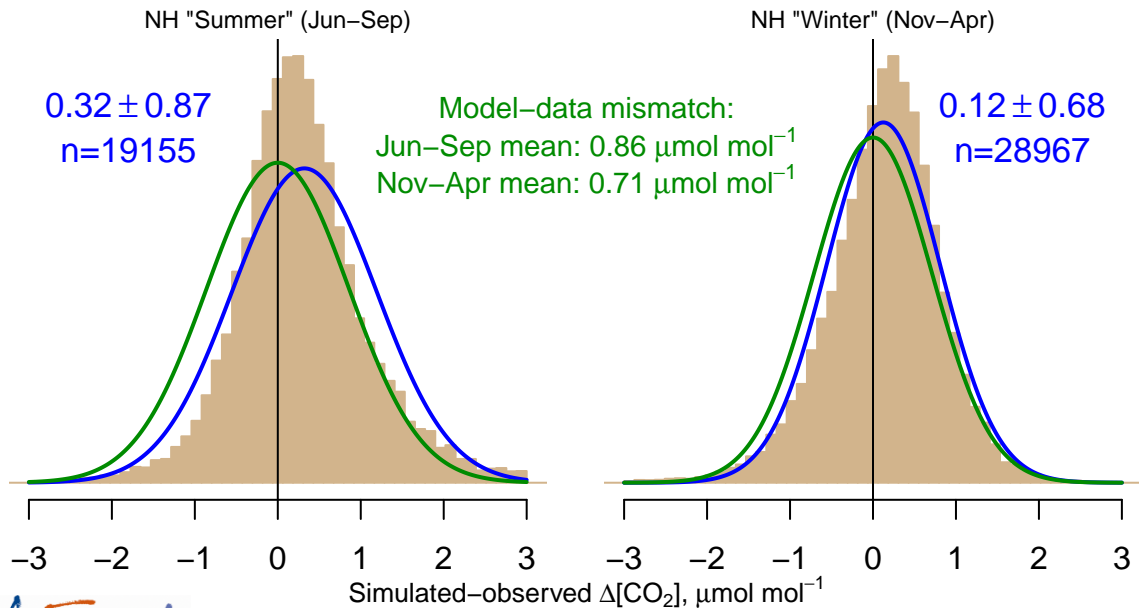 NH "Summer" (Jun−Sep)
NH "Winter" (Nov−Apr)
0.32 ± 0.87
n=19155
Model−data mismatch:
Jun−Sep mean: 0.86 μmol mol⁻¹
Nov−Apr mean: 0.71 μmol mol⁻¹
0.12 ± 0.68
n=28967
−3 −2 −1 0 1 2 3
−3 −2 −1 0 1 2 3
Simulated−observed Δ[CO₂], μmol mol⁻¹